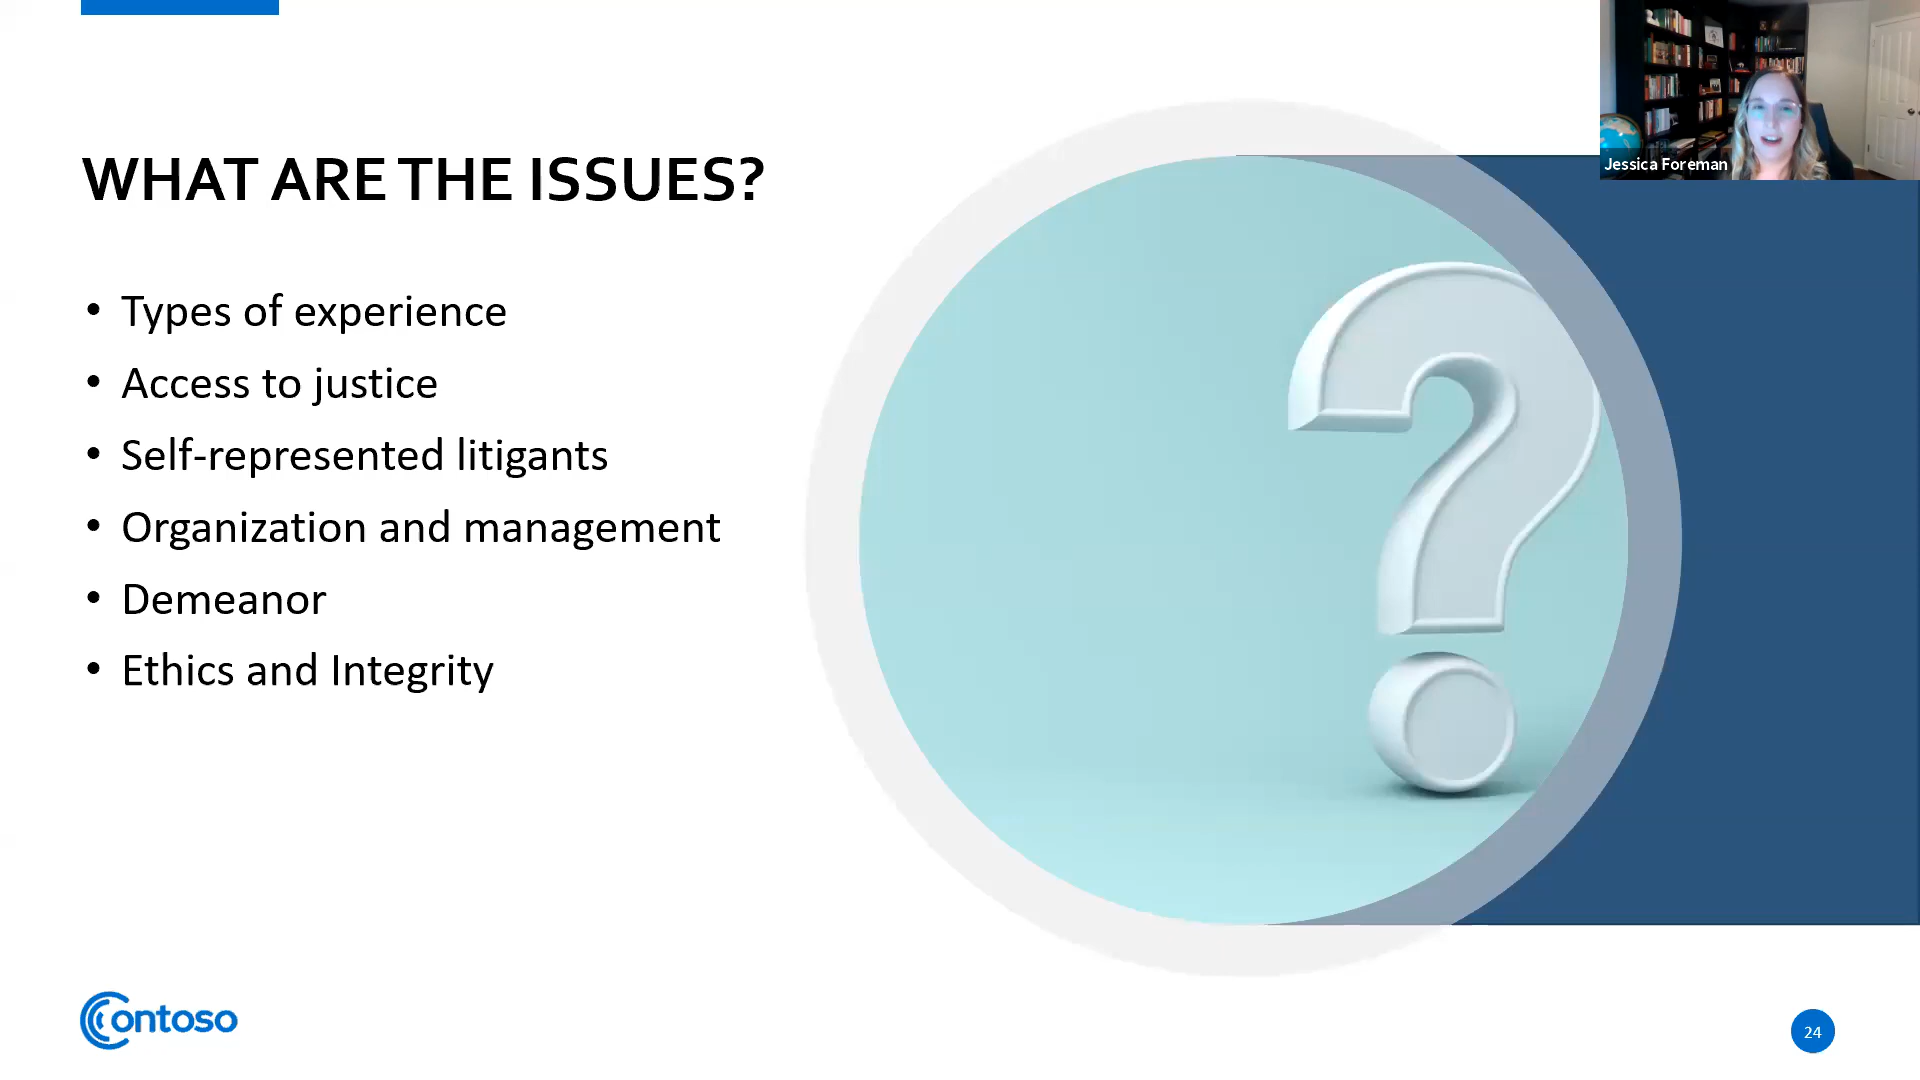 WHAT ARE THE ISSUES?
• Types of experience
• Access to justice
• Self-represented litigants
• Organization and management
• Demeanor
• Ethics and Integrity
Jessica Foreman
Contoso
24